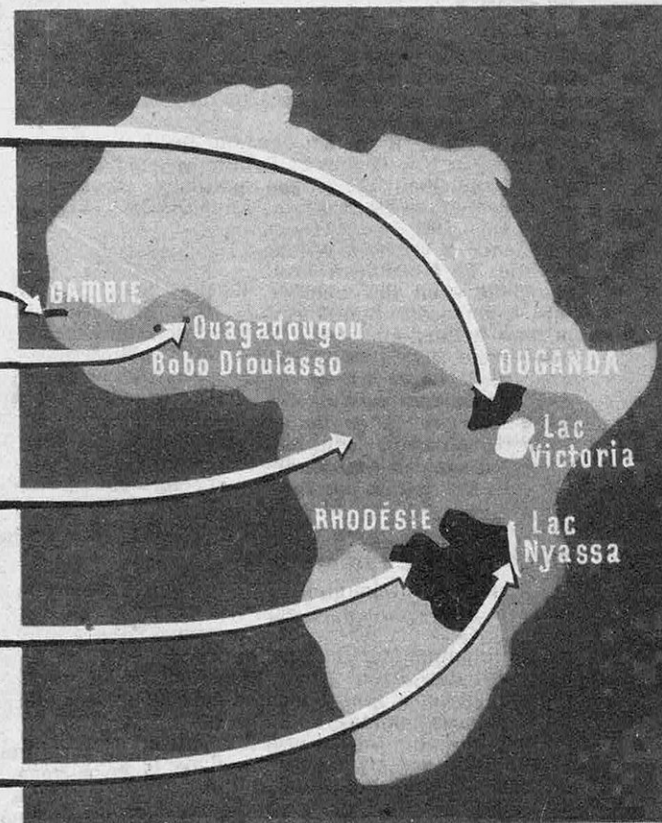 GAMBIE
Ouagadougou
Bobo Dioulasso
OUGANDA
Lac
Victoria
RHODÉSIE
Lac
Nyassa